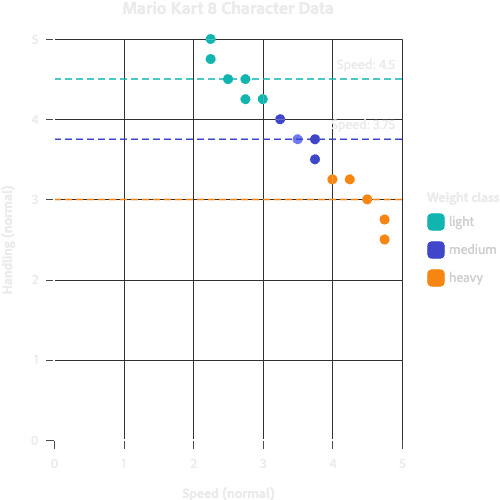 Mario Kart 8 Character Data
5
Speed: 4.5
4
Speed: 3.75
3
2
1
0
0 1 2 3 4 5
Handling (normal)
Speed (normal)
Weight class
light
medium
heavy